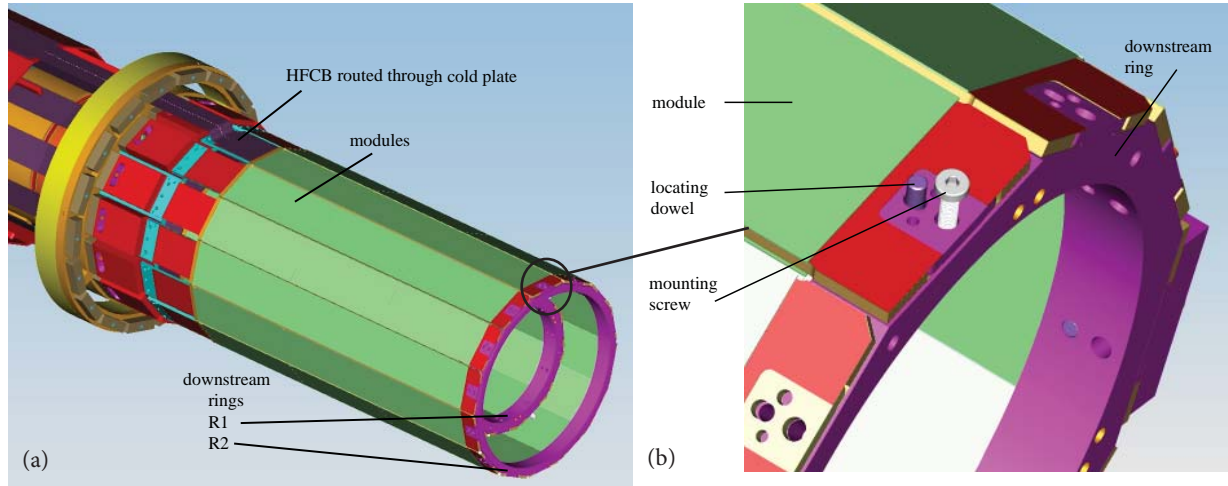 HFCB routed through cold plate
modules
downstream
rings
R1
R2
(a)
downstream
ring
module
locating
dowel
mounting
screw
(b)